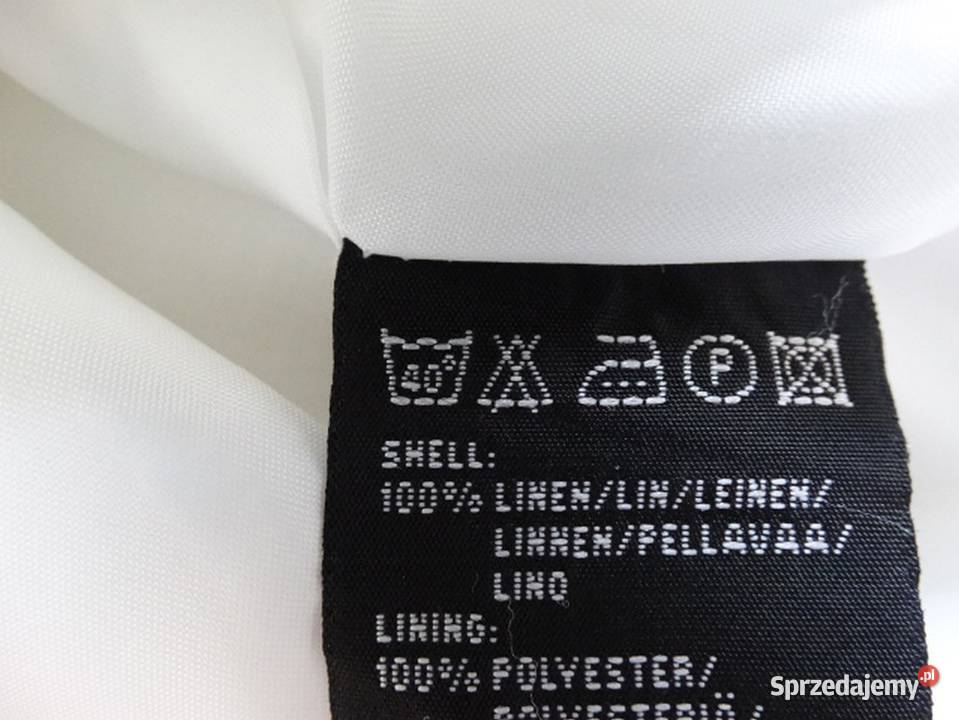 40°
P
SHELL:
100% LINEN/LIN/LEINEN/
LINNEN/PELLAVAA/
LINO
LINING:
100% POLYESTER/
Sprzedajemy.pl